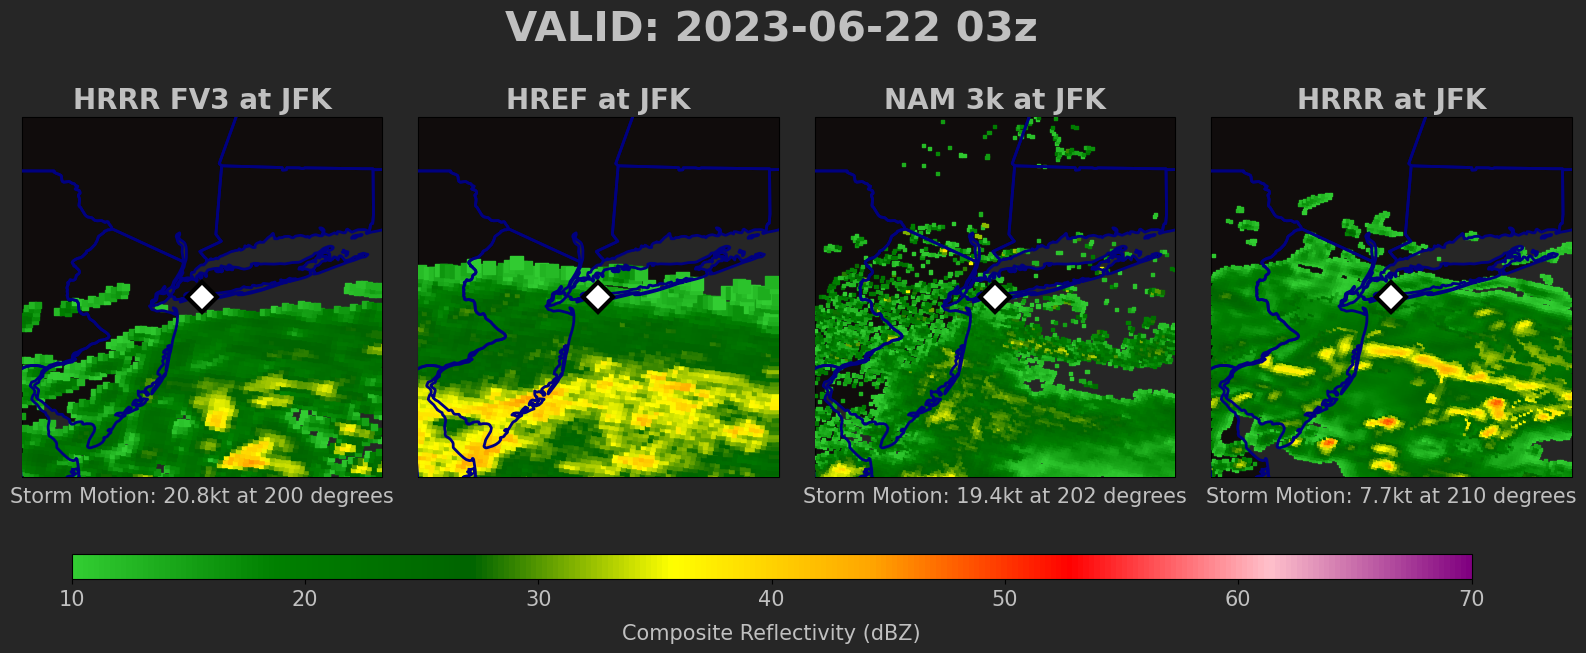 VALID: 2023-06-22 03z
HRRR FV3 at JFK
HREF at JFK
NAM 3k at JFK
HRRR at JFK
Storm Motion: 20.8kt at 200 degrees
Storm Motion: 19.4kt at 202 degrees
Storm Motion: 7.7kt at 210 degrees
10 20 30 40 50 60 70
Composite Reflectivity (dBZ)